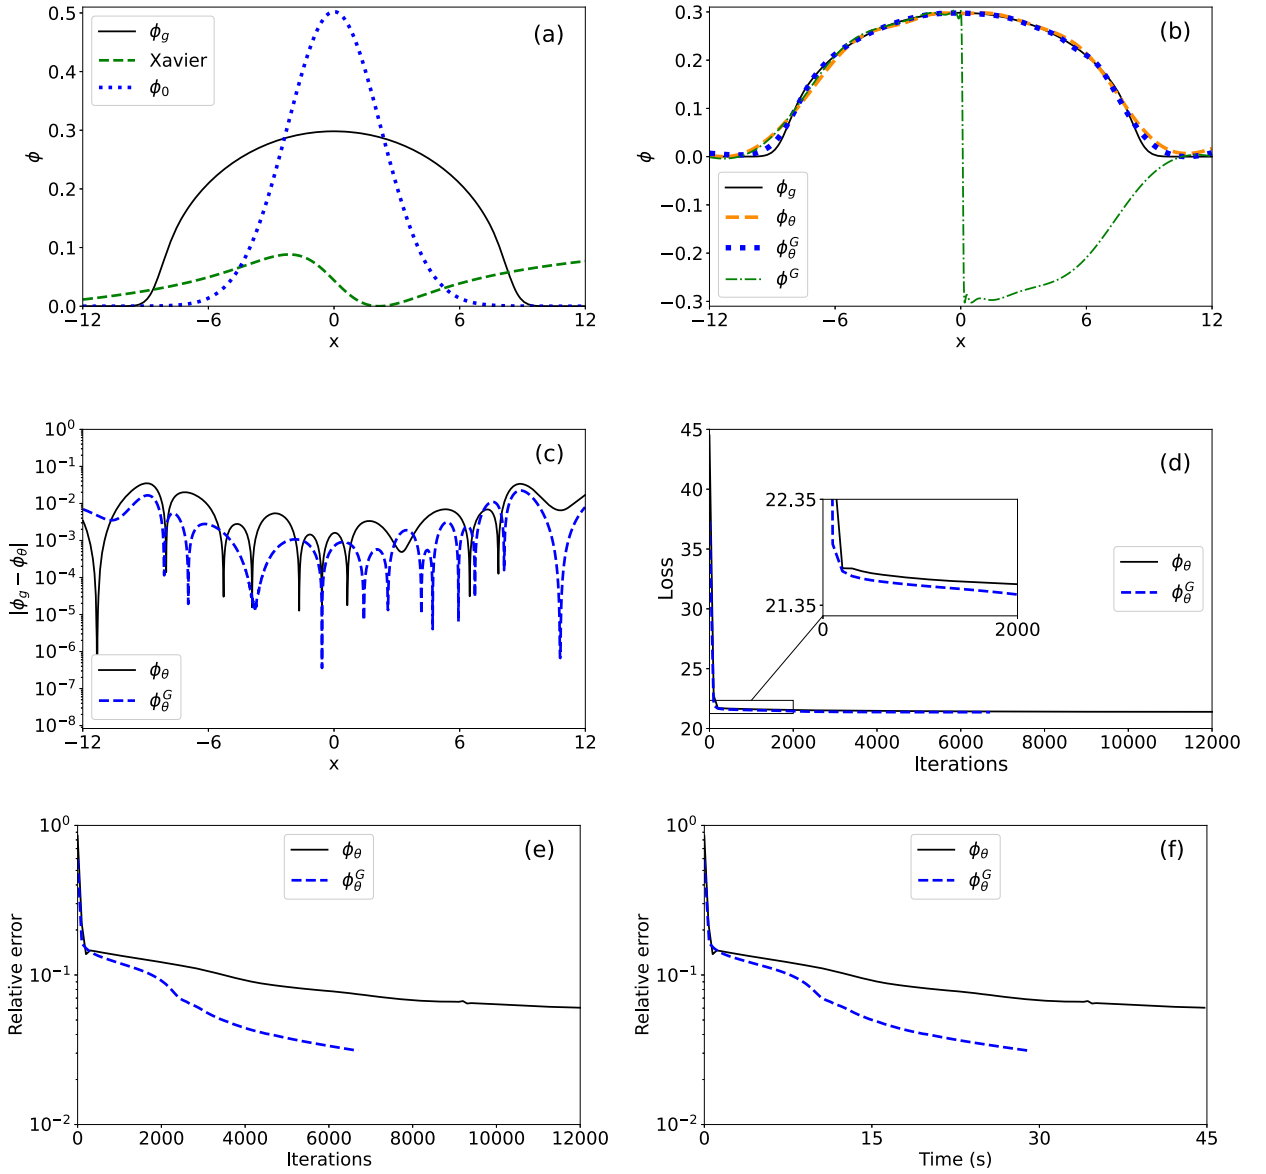 (a)
ϕg
Xavier
ϕ0
0.5
0.4
0.3
0.2
0.1
0.0
ϕ
−12
−6
0
6
12
x
(b)
0.3
0.2
0.1
0.0
−0.1
−0.2
−0.3
ϕ
ϕg
ϕθ
ϕθG
ϕG
−12
−6
0
6
12
x
(c)
10^0
10^−1
10^−2
10^−3
10^−4
10^−5
10^−6
10^−7
10^−8
|ϕg − ϕθ|
ϕθ
ϕθG
−12
−6
0
6
12
x
(d)
45
40
35
30
25
20
Loss
22.35
21.35
0
2000
ϕθ
ϕθG
0
2000
4000
6000
8000
10000
12000
Iterations
(e)
10^0
10^−1
10^−2
Relative error
ϕθ
ϕθG
0
2000
4000
6000
8000
10000
12000
Iterations
(f)
10^0
10^−1
10^−2
Relative error
ϕθ
ϕθG
0
15
30
45
Time (s)